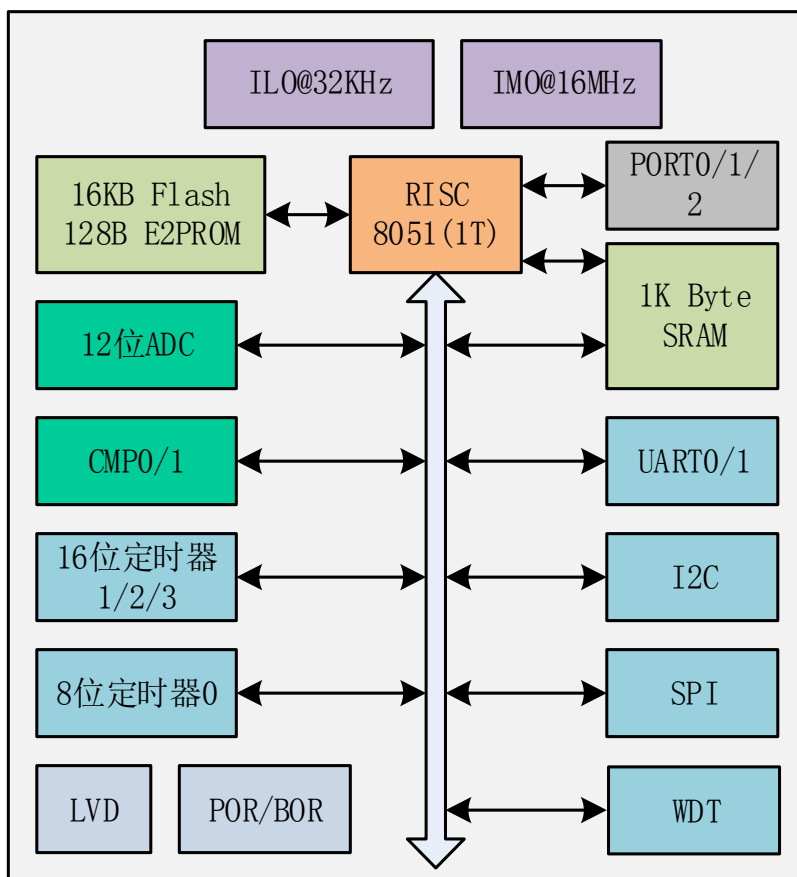 ILO@32KHz
IMO@16MHz
16KB Flash
128B E2PROM
RISC
8051(1T)
PORT0/1/
2
1K Byte
SRAM
12位ADC
CMP0/1
UART0/1
16位定时器
1/2/3
I2C
8位定时器0
SPI
LVD
POR/BOR
WDT